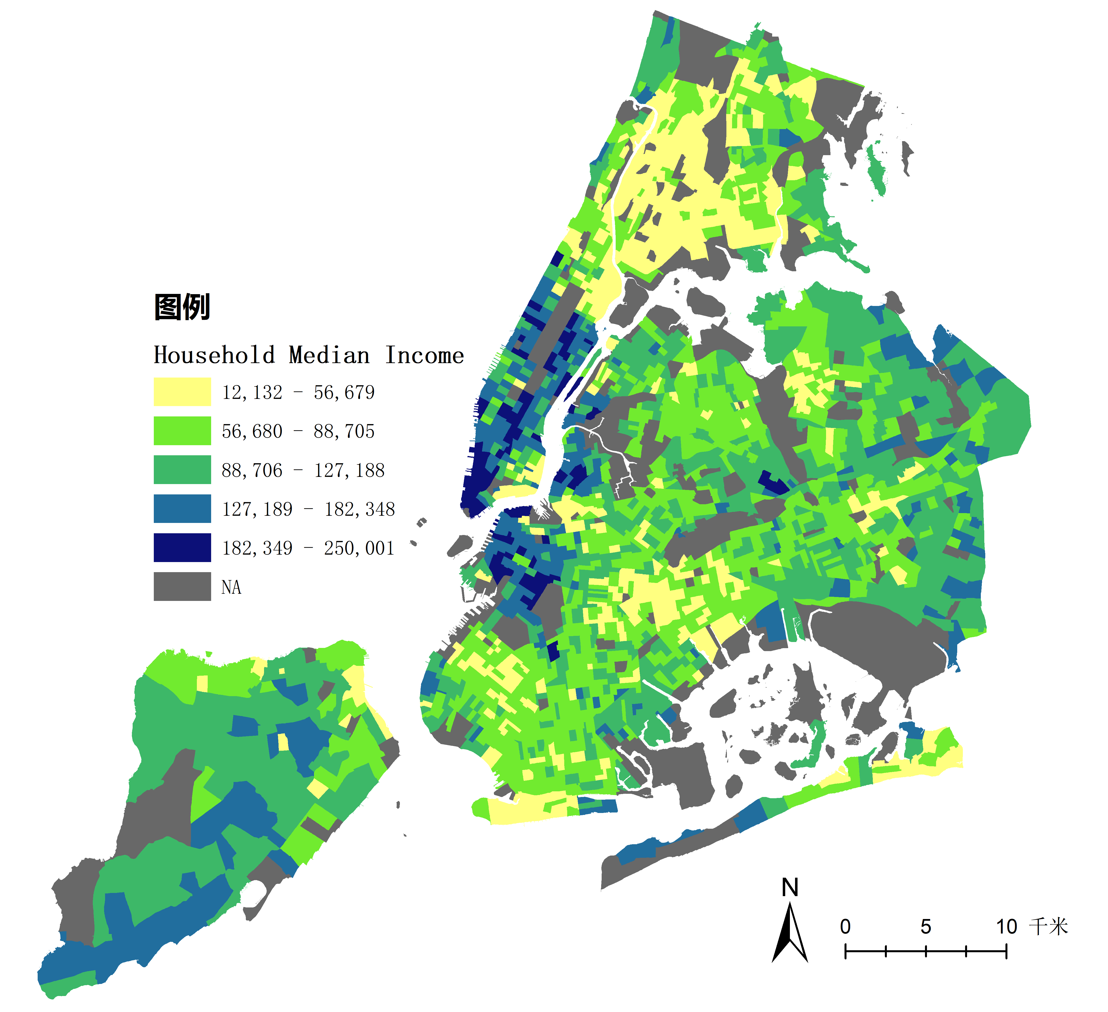 图例
Household Median Income
12,132 - 56,679
56,680 - 88,705
88,706 - 127,188
127,189 - 182,348
182,349 - 250,001
NA
N
0 5 10 千米